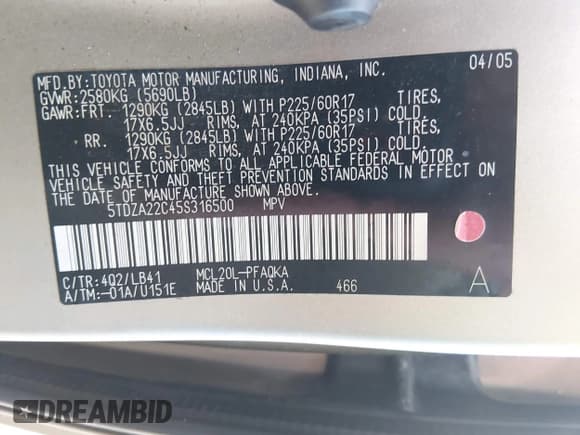 MFD.BY:TOYOTA MOTOR MANUFACTURING, INDIANA, INC. 04/05
GVWR:2580KG (5690LB)
GAWR:FRT. 1290KG (2845LB) WITH P225/60R17 TIRES,
17X6.5JJ RIMS, AT 240KPA (35PSI) COLD.
RR. 1290KG (2845LB) WITH P225/60R17 TIRES,
17X6.5JJ RIMS, AT 240KPA (35PSI) COLD.
THIS VEHICLE CONFORMS TO ALL APPLICABLE FEDERAL MOTOR
VEHICLE SAFETY AND THEFT PREVENTION STANDARDS IN EFFECT ON
THE DATE OF MANUFACTURE SHOWN ABOVE.
5TDZA22C45S316500 MPV
C/TR:4Q2/LB41 MCL20L-PFAQKA A
A/TM:-01A/U151E MADE IN U.S.A. 466
DREAMBID